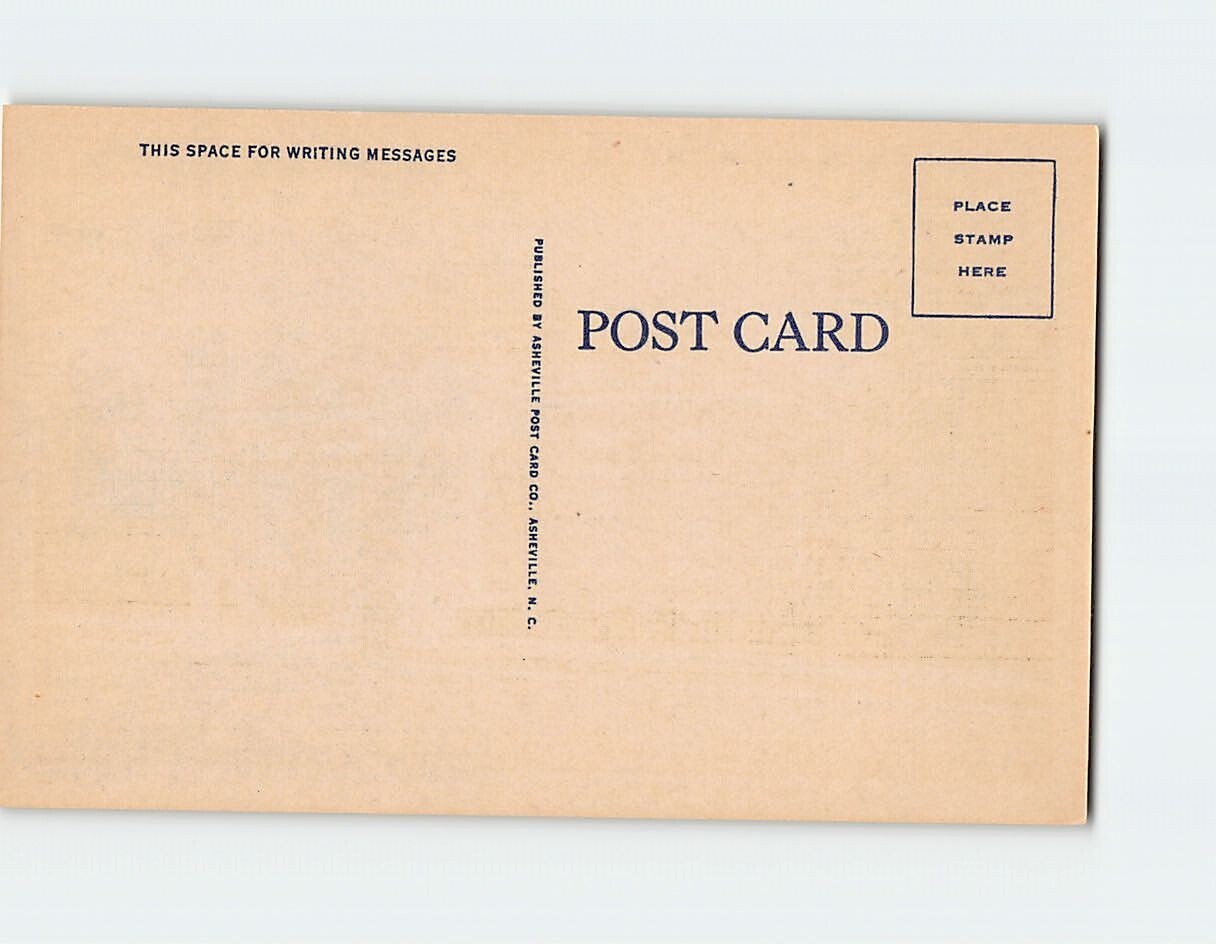 THIS SPACE FOR WRITING MESSAGES
PUBLISHED BY ASHEVILLE POST CARD CO., ASHEVILLE, N. C.
POST CARD
PLACE
STAMP
HERE